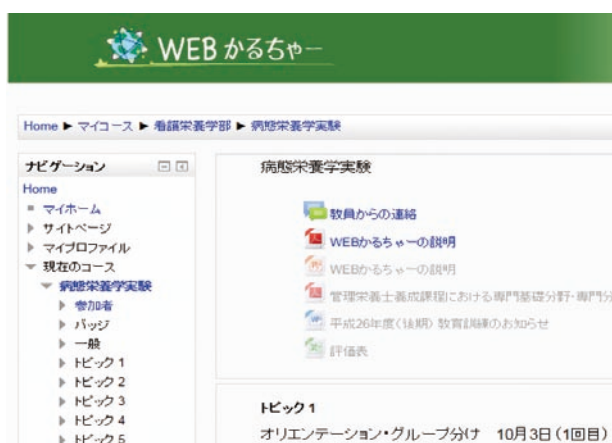 WEBかるちゃー
Home ► マイコース ► 看護栄養学部 ► 病態栄養学実験
ナビゲーション
Home
マイホーム
サイトページ
マイプロファイル
現在のコース
病態栄養学実験
参加者
バッジ
一般
トピック 1
トピック 2
トピック 3
トピック 4
トピック 5
病態栄養学実験
教員からの連絡
WEBかるちゃーの説明
WEBかるちゃーの説明
管理栄養士養成課程における専門基礎分野・専門分
平成26年度(後期) 教育訓練のお知らせ
評価表
トピック 1
オリエンテーション・グループ分け 10月3日(1回目)